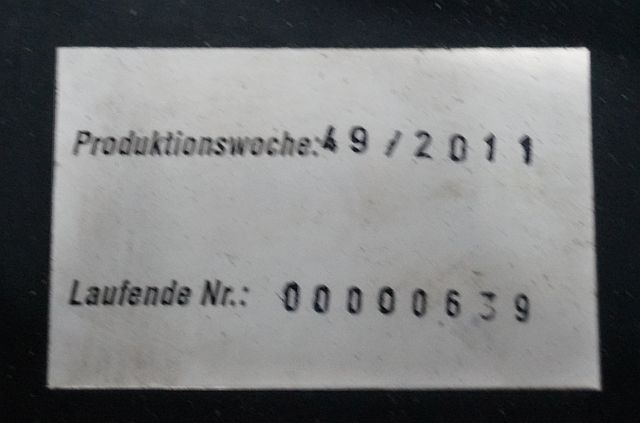 Produktionswoche: 49/2011
Laufende Nr.: 00000639